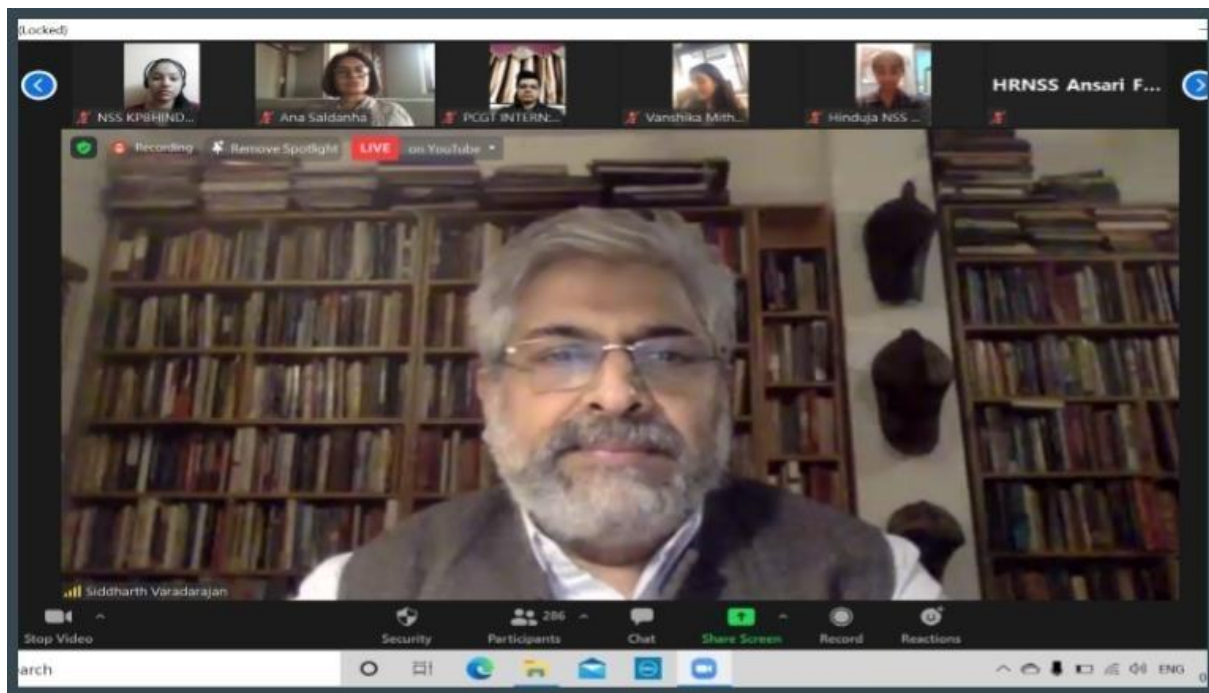 (Locked)
HRNSS Ansari F...
NSS KPBHIND...
Ana Saldanha
PCGT INTERN:...
Vanshika Mith...
Hinduja NSS ...
Recording
Remove Spotlight
LIVE
on YouTube
Siddharth Varadarajan
286
Stop Video
Security
Participants
Chat
Share Screen
Record
Reactions
arch
ENG